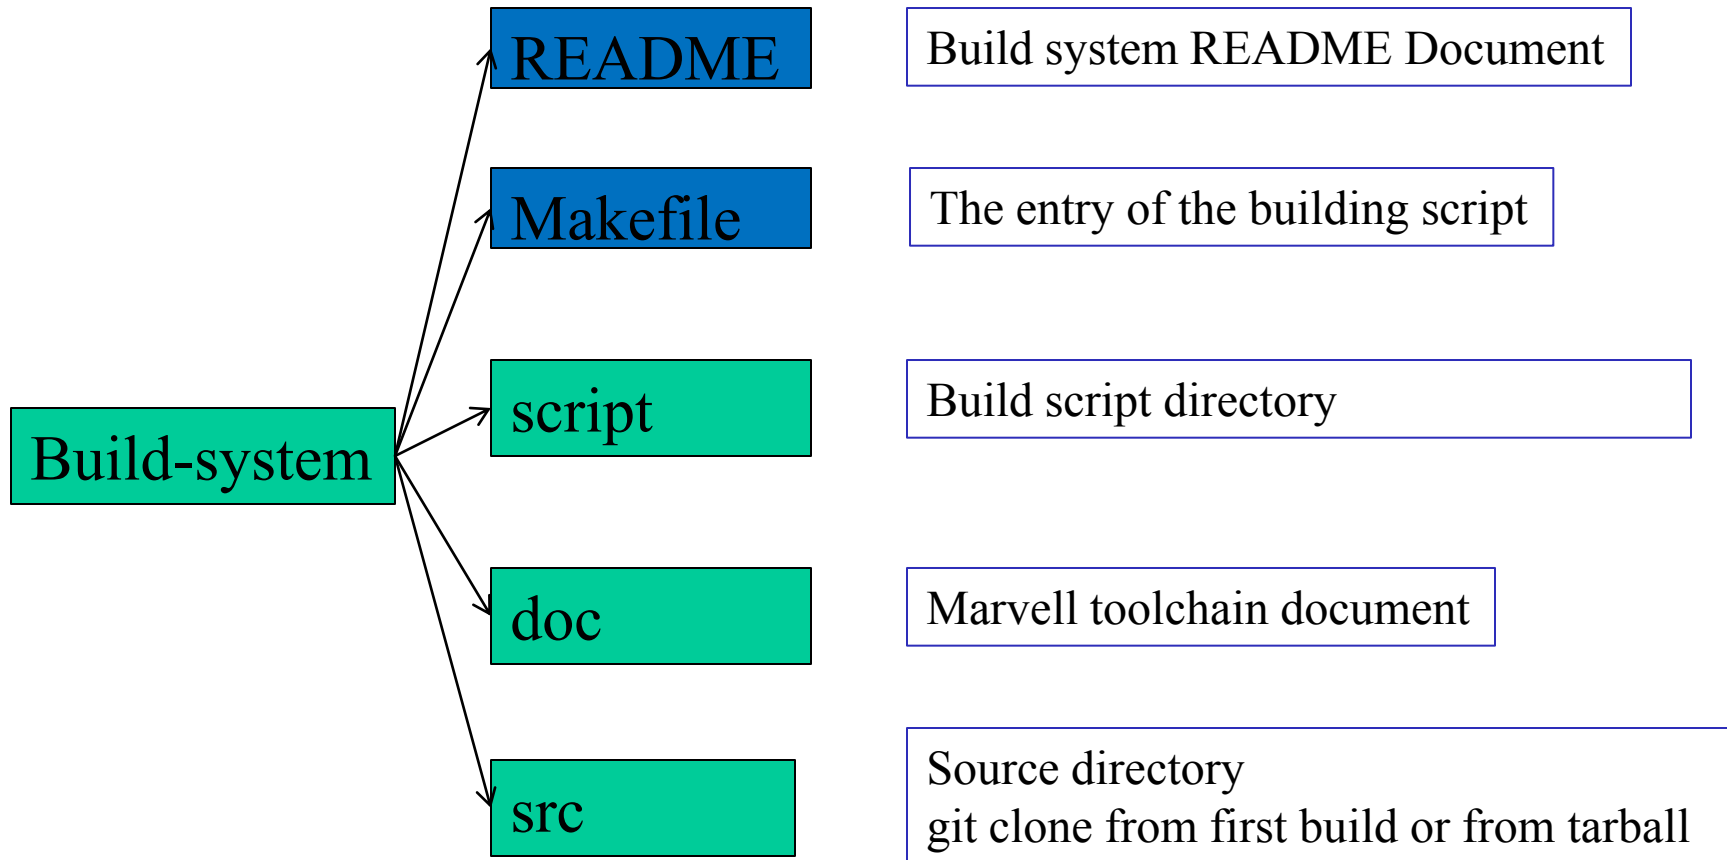 README
Build system README Document
Makefile
The entry of the building script
script
Build script directory
Build-system
doc
Marvell toolchain document
src
Source directory
git clone from first build or from tarball